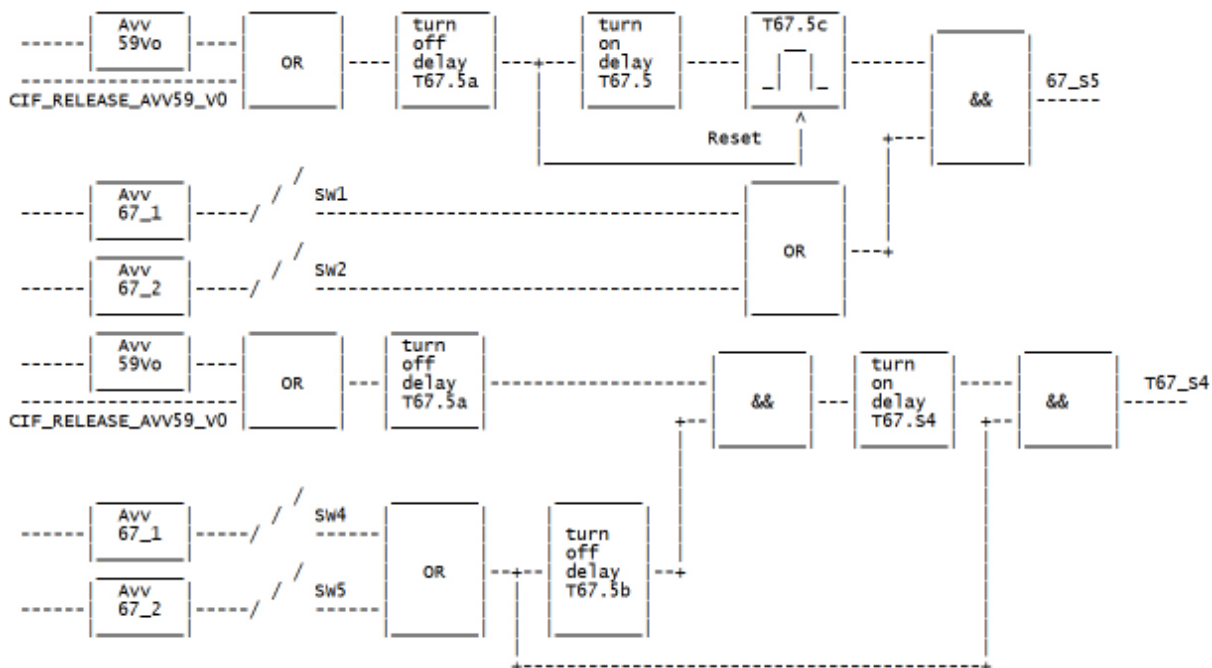 Avv T67.5c
59Vo OR turn off delay T67.5a turn on delay T67.5
CIF_RELEASE_AVV59_V0 && 67_S5
Reset
Avv 67_1 SW1
OR
Avv 67_2 SW2
Avv 59Vo OR turn off delay T67.5a && turn on delay T67.S4 && T67_S4
CIF_RELEASE_AVV59_V0
Avv 67_1 SW4
OR turn off delay T67.5b
Avv 67_2 SW5